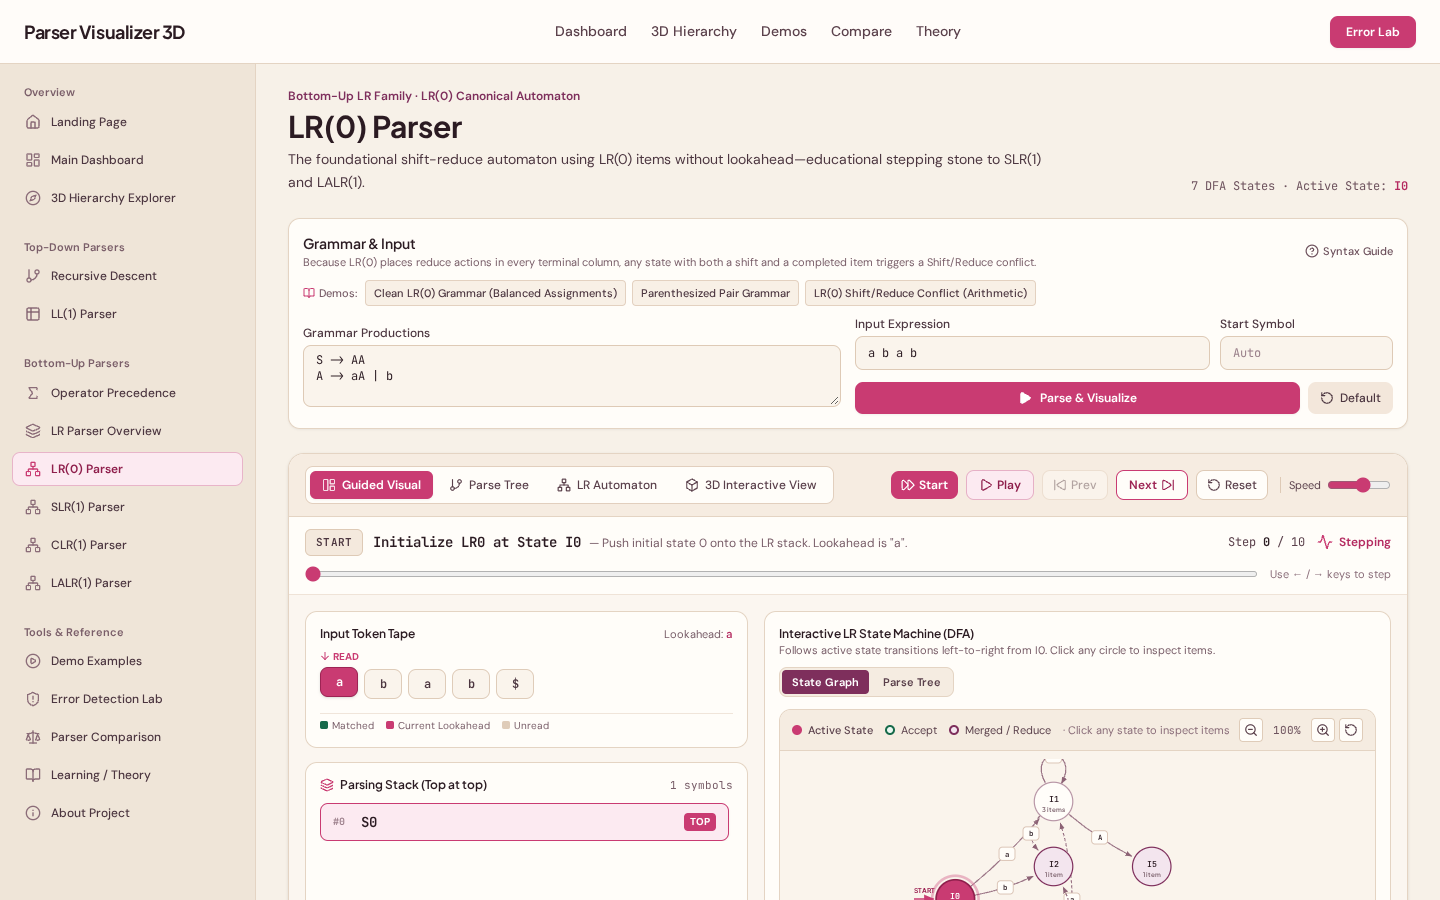 Parser Visualizer 3D
Dashboard
3D Hierarchy
Demos
Compare
Theory
Error Lab
Overview
Landing Page
Main Dashboard
3D Hierarchy Explorer
Top-Down Parsers
Recursive Descent
LL(1) Parser
Bottom-Up Parsers
Operator Precedence
LR Parser Overview
LR(0) Parser
SLR(1) Parser
CLR(1) Parser
LALR(1) Parser
Tools & Reference
Demo Examples
Error Detection Lab
Parser Comparison
Learning / Theory
About Project
Bottom-Up LR Family · LR(0) Canonical Automaton
LR(0) Parser
The foundational shift-reduce automaton using LR(0) items without lookahead—educational stepping stone to SLR(1)
and LALR(1).
7 DFA States · Active State: I0
Grammar & Input
Because LR(0) places reduce actions in every terminal column, any state with both a shift and a completed item triggers a Shift/Reduce conflict.
Syntax Guide
Demos:
Clean LR(0) Grammar (Balanced Assignments)
Parenthesized Pair Grammar
LR(0) Shift/Reduce Conflict (Arithmetic)
Grammar Productions
S → AA
A → aA | b
Input Expression
a b a b
Start Symbol
Auto
Parse & Visualize
Default
Guided Visual
Parse Tree
LR Automaton
3D Interactive View
Start
Play
Prev
Next
Reset
Speed
START
Initialize LR0 at State I0 — Push initial state 0 onto the LR stack. Lookahead is "a".
Step 0 / 10
Stepping
Use ← / → keys to step
Input Token Tape
Lookahead: a
↓ READ
a b a b $
Matched
Current Lookahead
Unread
Parsing Stack (Top at top)
1 symbols
#0 S0 TOP
Interactive LR State Machine (DFA)
Follows active state transitions left-to-right from I0. Click any circle to inspect items.
State Graph
Parse Tree
Active State
Accept
Merged / Reduce
· Click any state to inspect items
100%
I1
3 items
b
A
a
I2
1 item
I5
1 item
b
START
I0